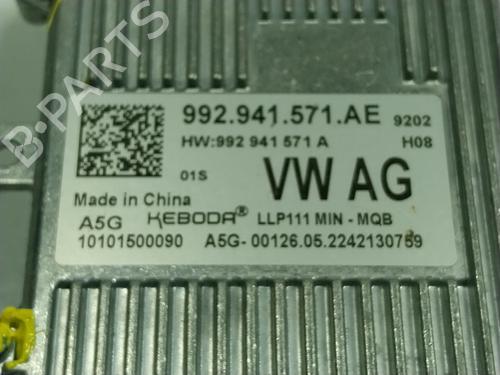 B-PARTS
992.941.571.AE 9202
HW:992 941 571 A H08
01S VW AG
Made in China
A5G KEBODA® LLP111 MIN - MQB
10101500090 A5G- 00126.05.2242130759